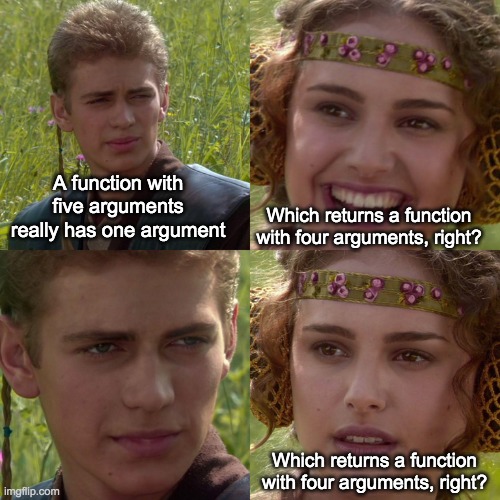 A function with
five arguments
really has one argument
Which returns a function
with four arguments, right?
Which returns a function
with four arguments, right?
imgflip.com